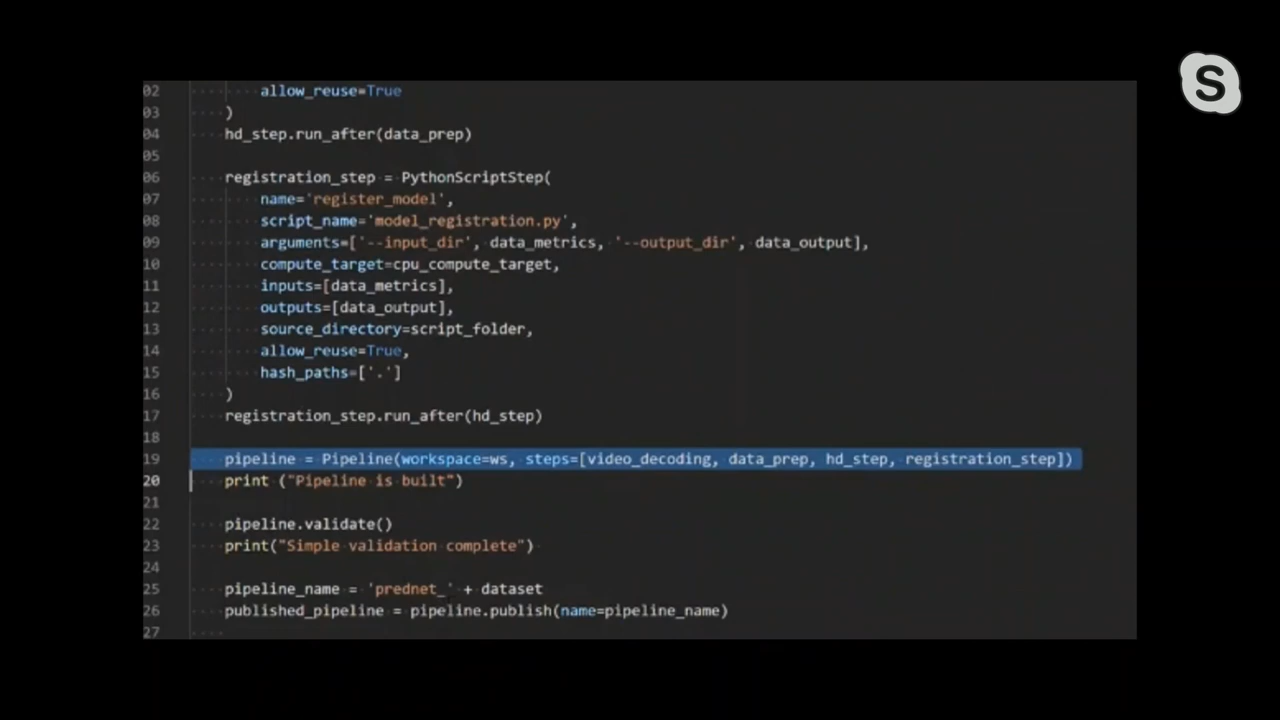 S
02 allow_reuse=True
03 )
04 hd_step.run_after(data_prep)
05
06 registration_step = PythonScriptStep(
07 name='register_model',
08 script_name='model_registration.py',
09 arguments=['--input_dir', data_metrics, '--output_dir', data_output],
10 compute_target=cpu_compute_target,
11 inputs=[data_metrics],
12 outputs=[data_output],
13 source_directory=script_folder,
14 allow_reuse=True,
15 hash_paths=['.']
16 )
17 registration_step.run_after(hd_step)
18
19 pipeline = Pipeline(workspace=ws, steps=[video_decoding, data_prep, hd_step, registration_step])
20 print ("Pipeline is built")
21
22 pipeline.validate()
23 print("Simple validation complete")
24
25 pipeline_name = 'prednet_' + dataset
26 published_pipeline = pipeline.publish(name=pipeline_name)
27